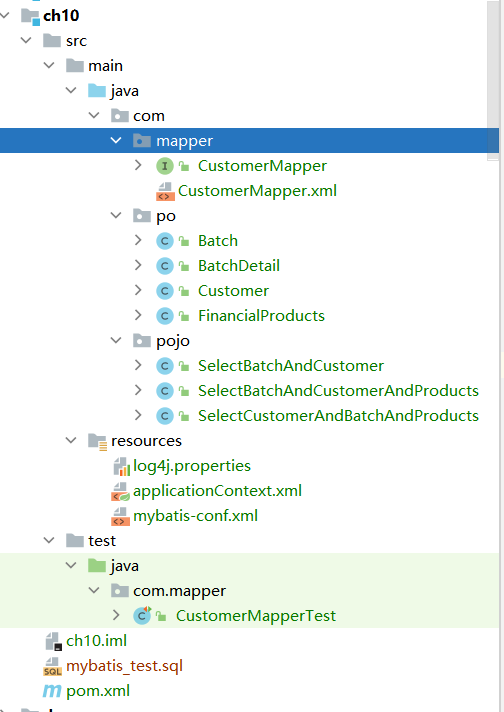 ch10
src
main
java
com
mapper
CustomerMapper
CustomerMapper.xml
po
Batch
BatchDetail
Customer
FinancialProducts
pojo
SelectBatchAndCustomer
SelectBatchAndCustomerAndProducts
SelectCustomerAndBatchAndProducts
resources
log4j.properties
applicationContext.xml
mybatis-conf.xml
test
java
com.mapper
CustomerMapperTest
ch10.iml
mybatis_test.sql
pom.xml